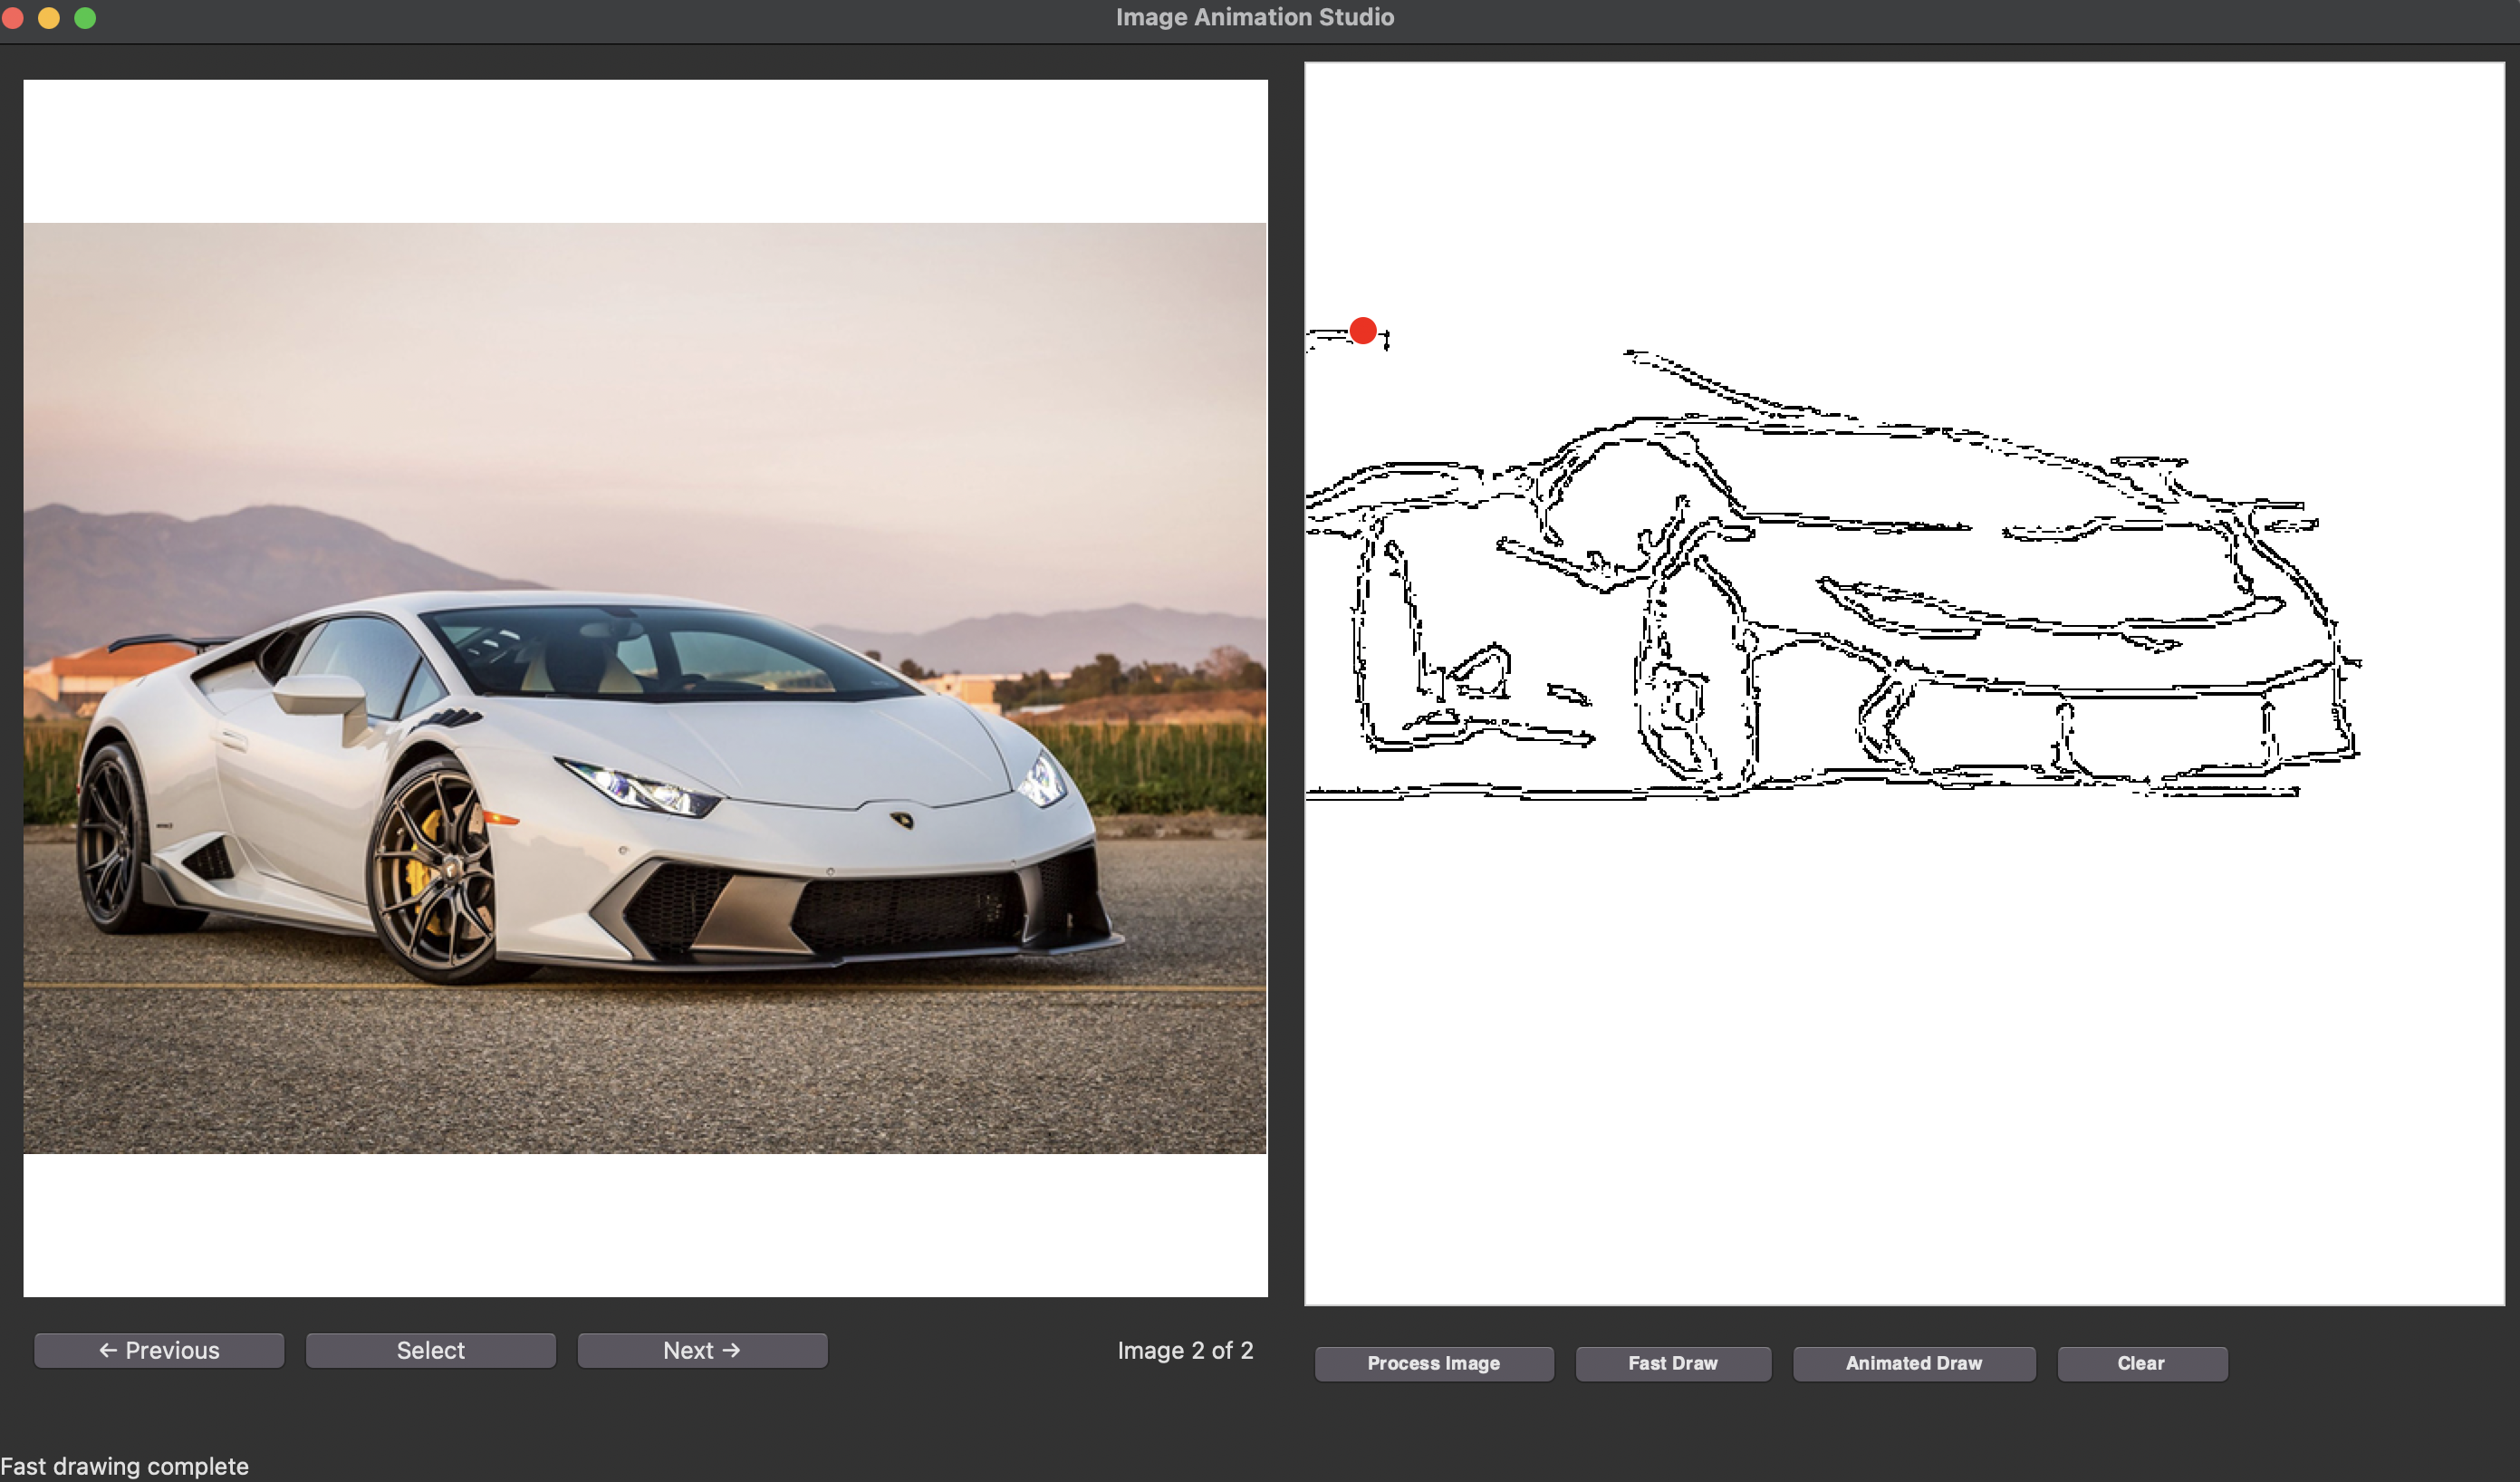 Image Animation Studio
← Previous
Select
Next →
Image 2 of 2
Process Image
Fast Draw
Animated Draw
Clear
Fast drawing complete